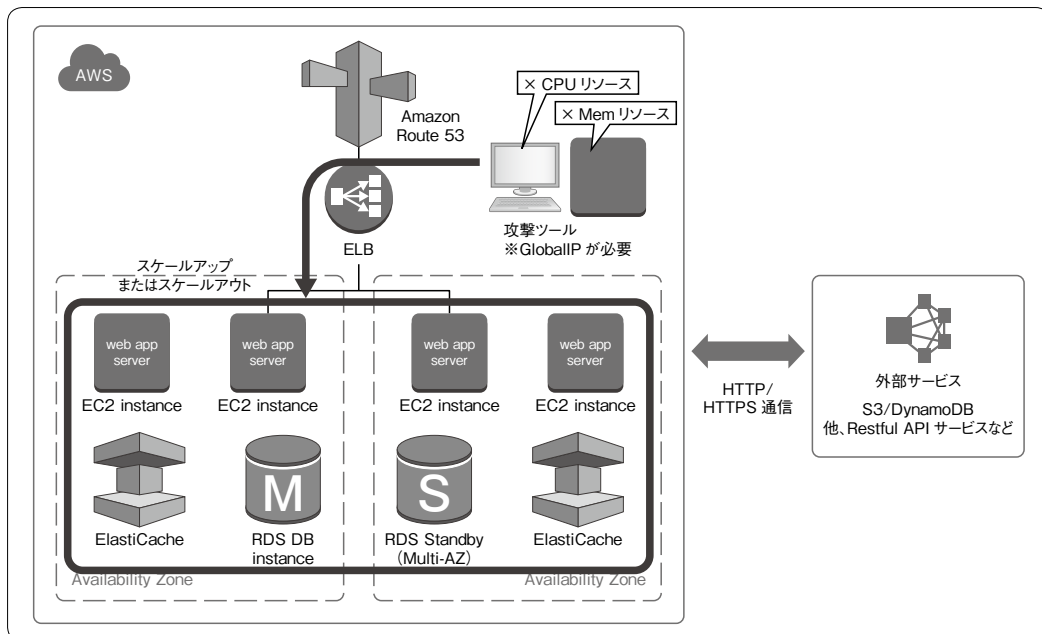 AWS
Amazon
Route 53
× CPU リソース
× Mem リソース
攻撃ツール
※GlobalIP が必要
ELB
スケールアップ
またはスケールアウト
web app
server
web app
server
web app
server
web app
server
EC2 instance
EC2 instance
EC2 instance
EC2 instance
M
S
ElastiCache
RDS DB
instance
RDS Standby
（Multi-AZ）
ElastiCache
Availability Zone
Availability Zone
HTTP/
HTTPS 通信
外部サービス
S3/DynamoDB
他、Restful API サービスなど